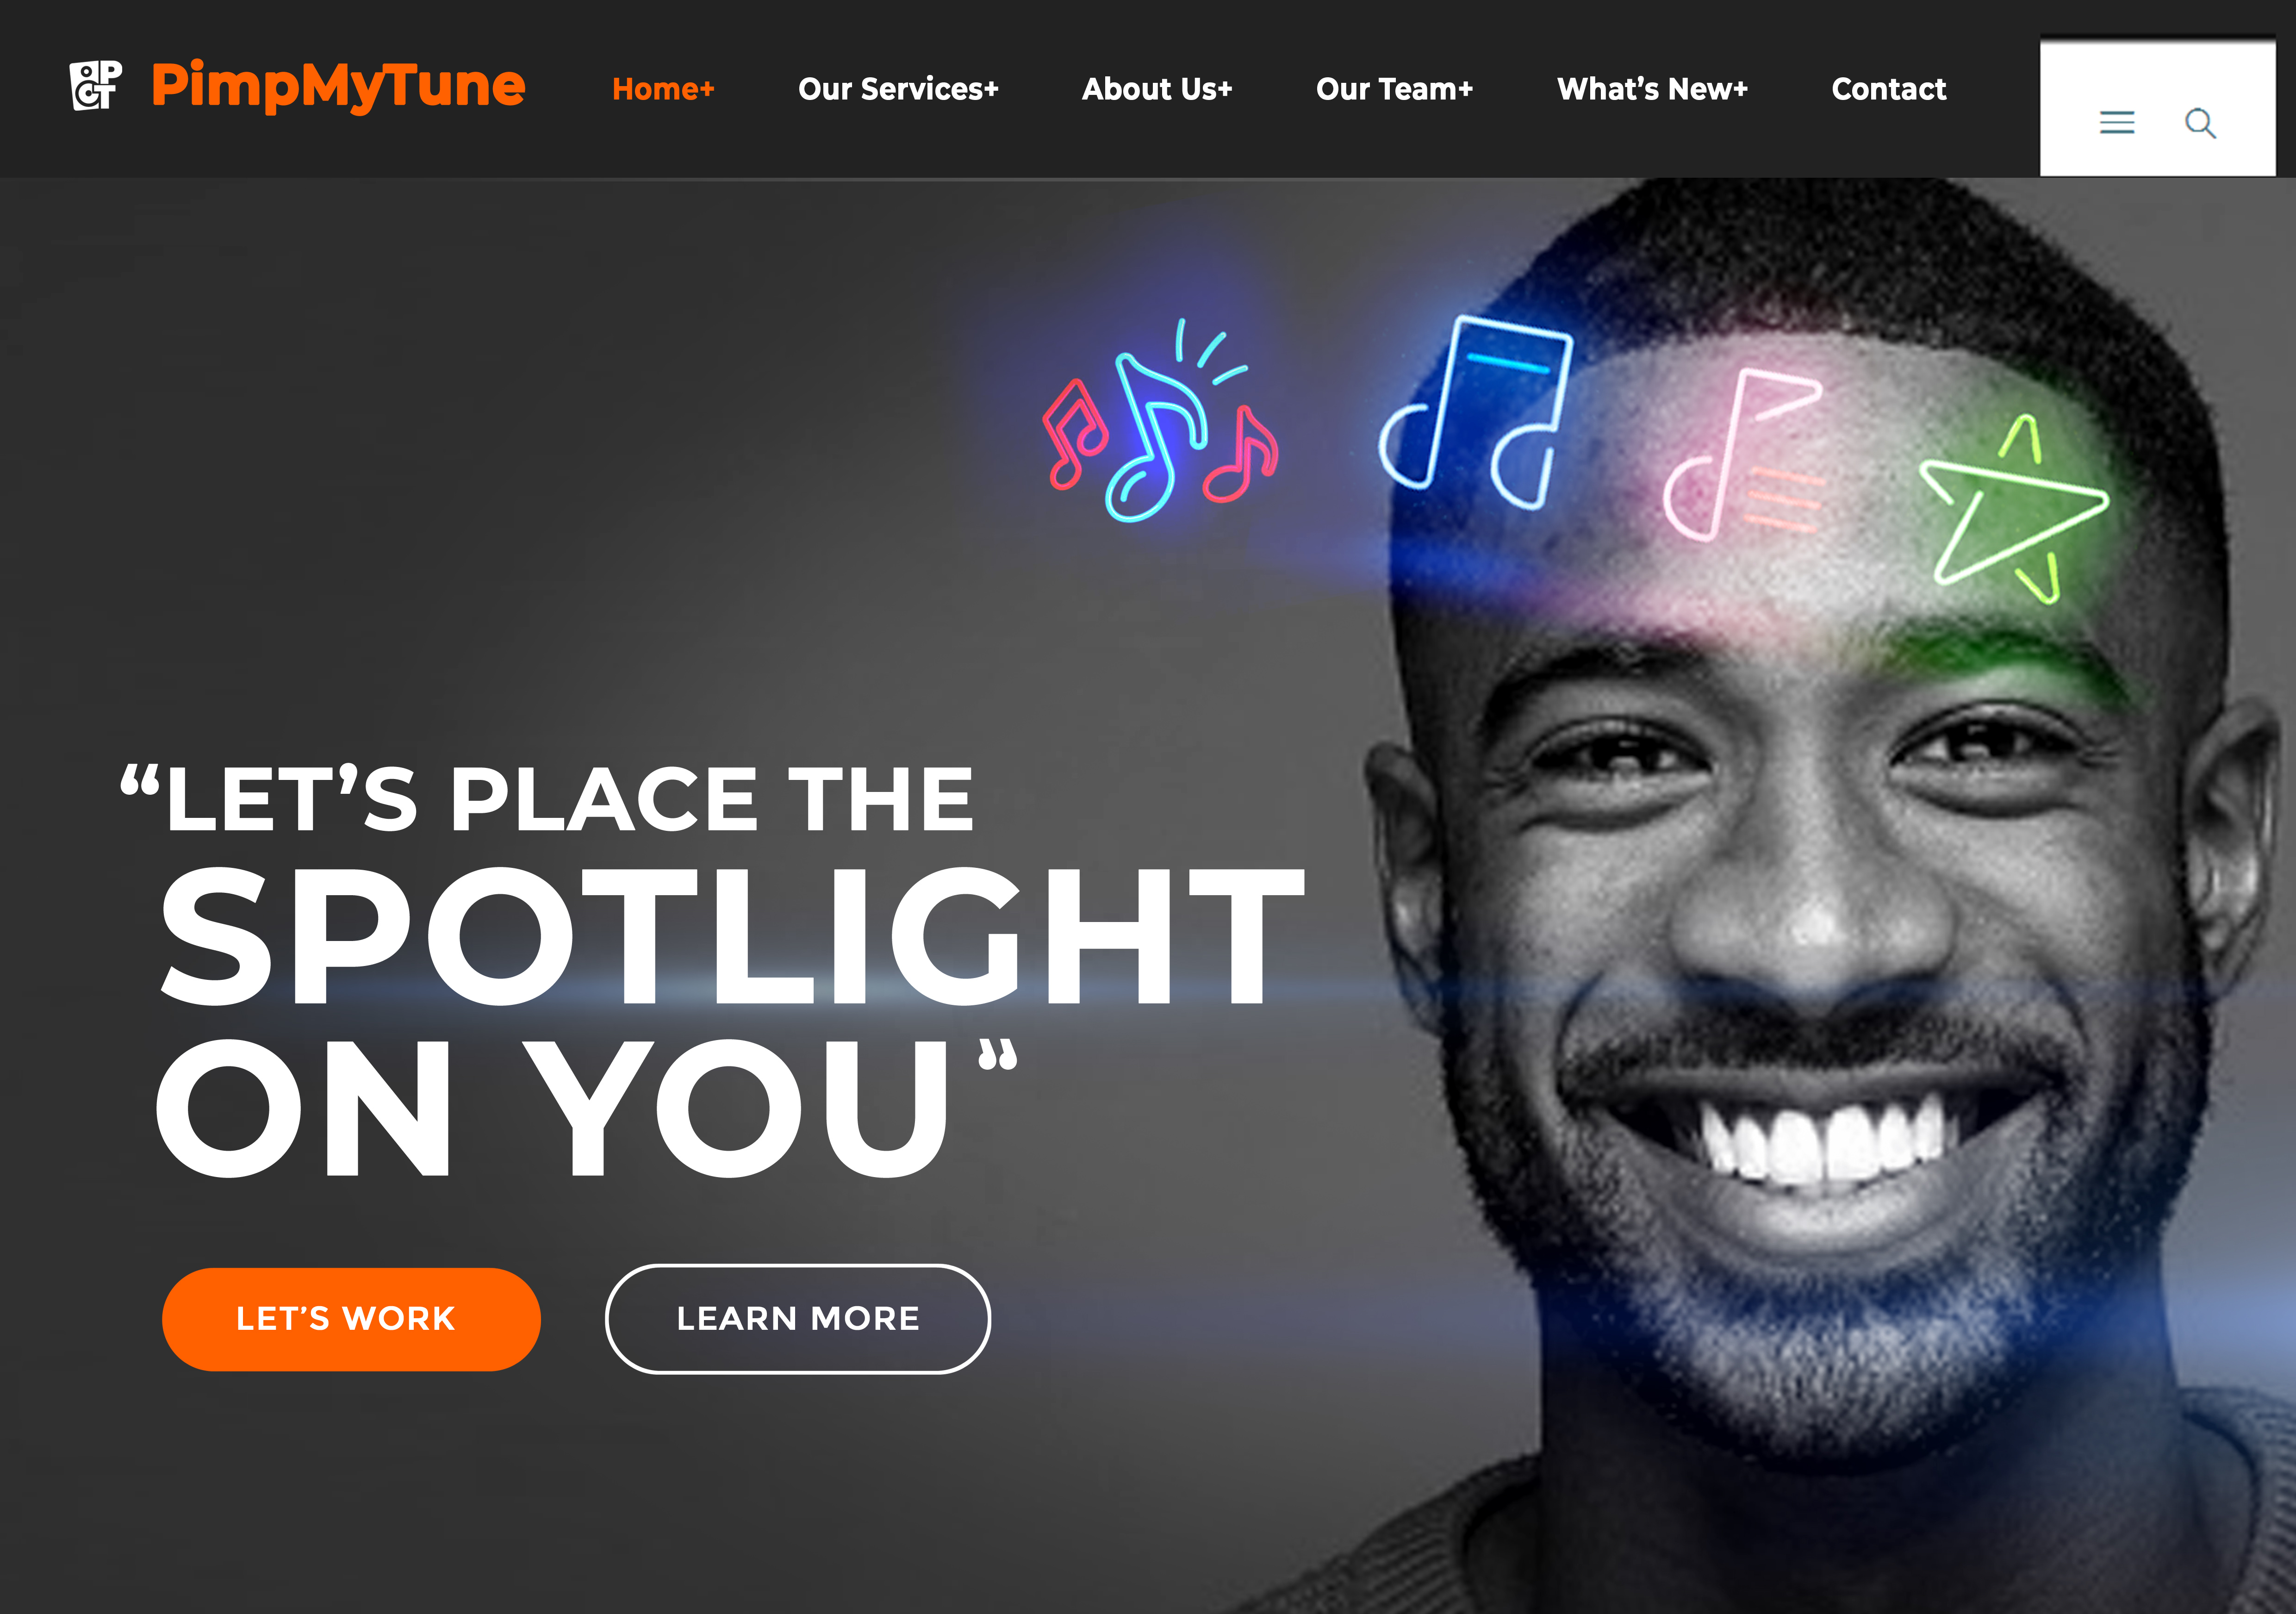 PT
PimpMyTune
Home+
Our Services+
About Us+
Our Team+
What's New+
Contact
“LET’S PLACE THE
SPOTLIGHT
ON YOU”
LET’S WORK
LEARN MORE